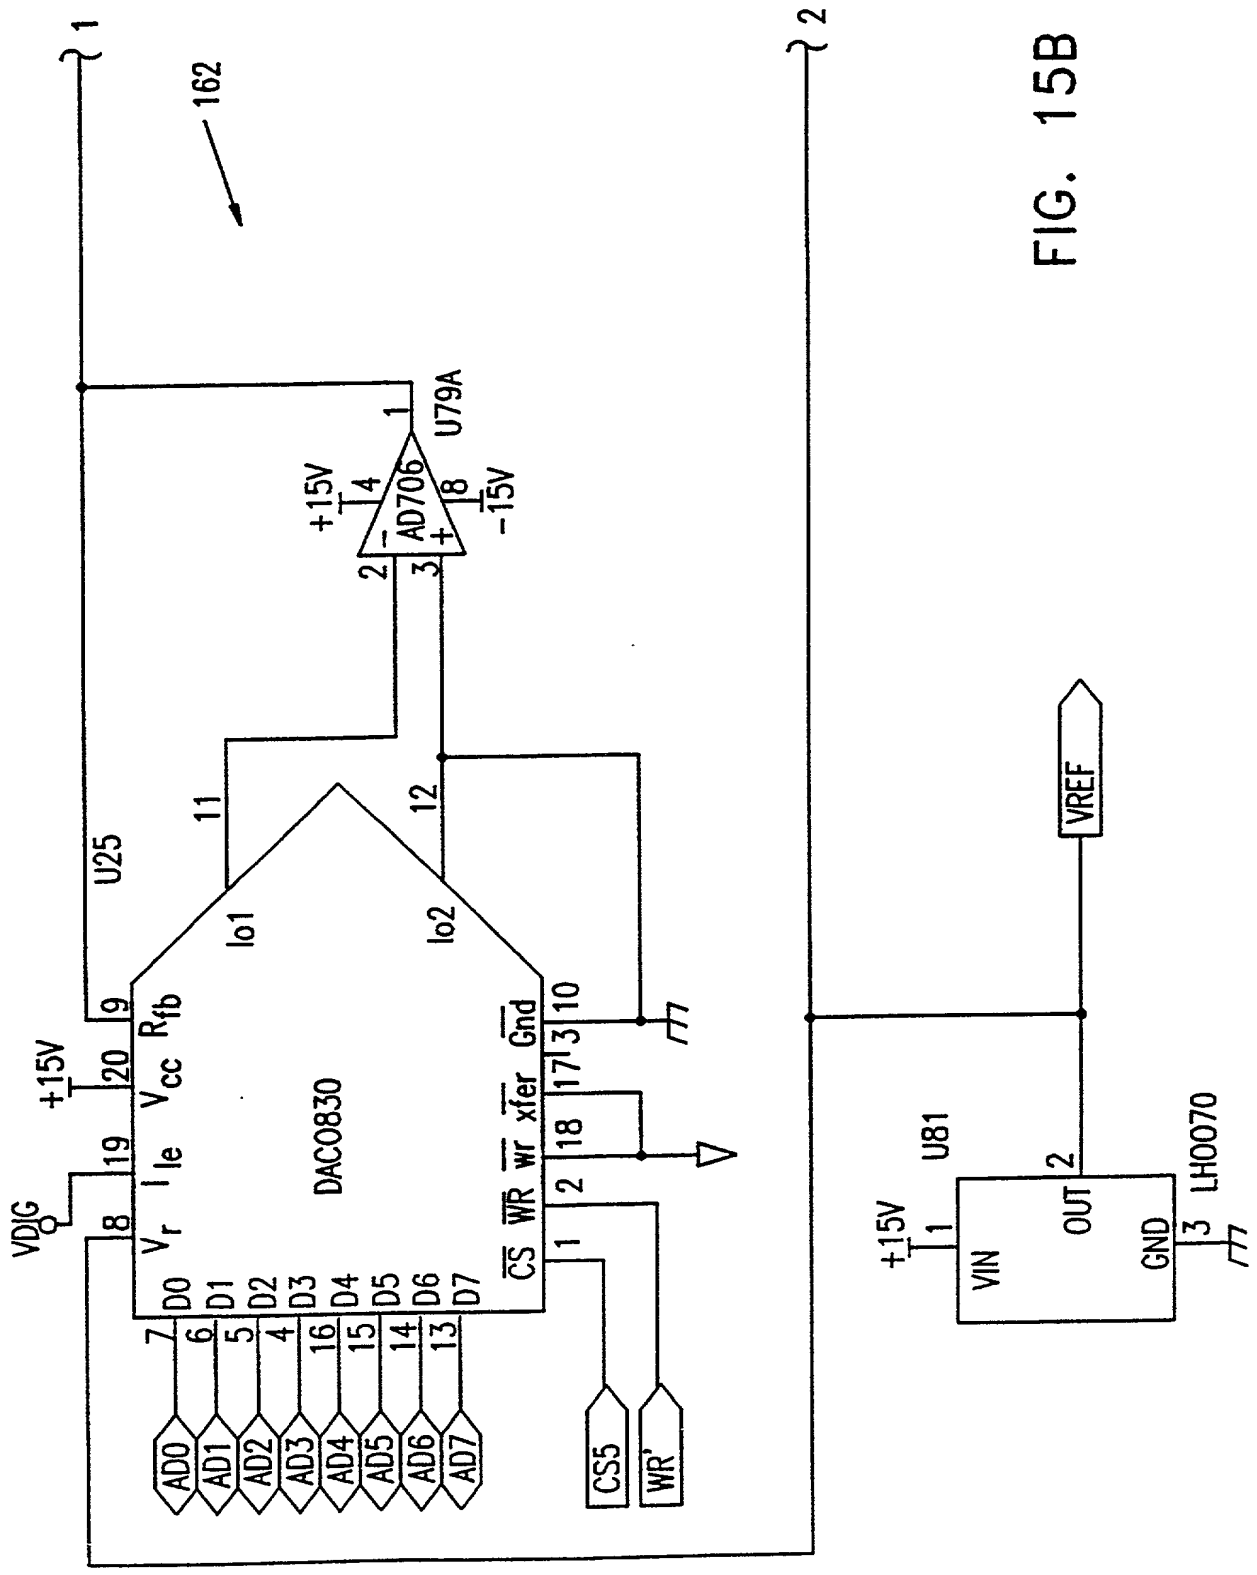 1
162
U25
VDIG
+15V
8
19
20
9
Vr
Ile
Vcc
Rfb
AD0 7 D0
AD1 6 D1
AD2 5 D2
AD3 4 D3
AD4 16 D4
AD5 15 D5
AD6 14 D6
AD7 13 D7
DAC0830
Io1
11
Io2
12
CS
WR
Wr
xfer
Gnd
1
2
18
17
3
10
CS5
WR'
+15V
4
2
-
AD706
3
+
8
-15V
1
U79A
2
+15V
1
U81
VIN
OUT
2
GND
3
LH0070
VREF
FIG. 15B